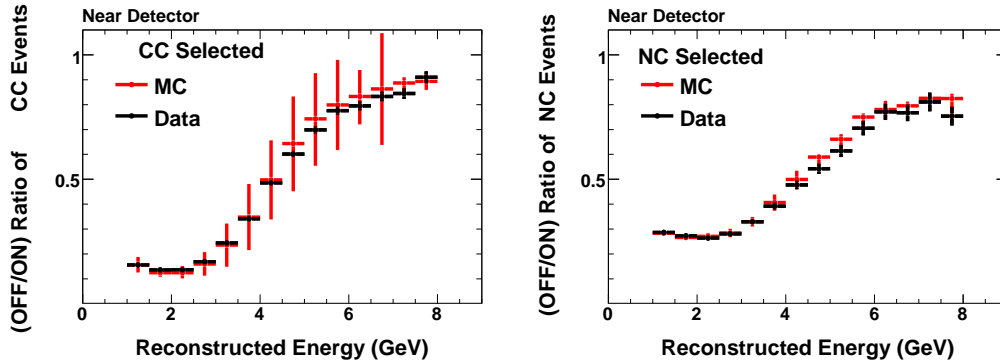 Near Detector
(OFF/ON) Ratio of CC Events
1
0.5
CC Selected
MC
Data
0 2 4 6 8
Reconstructed Energy (GeV)
Near Detector
(OFF/ON) Ratio of NC Events
1
0.5
NC Selected
MC
Data
0 2 4 6 8
Reconstructed Energy (GeV)